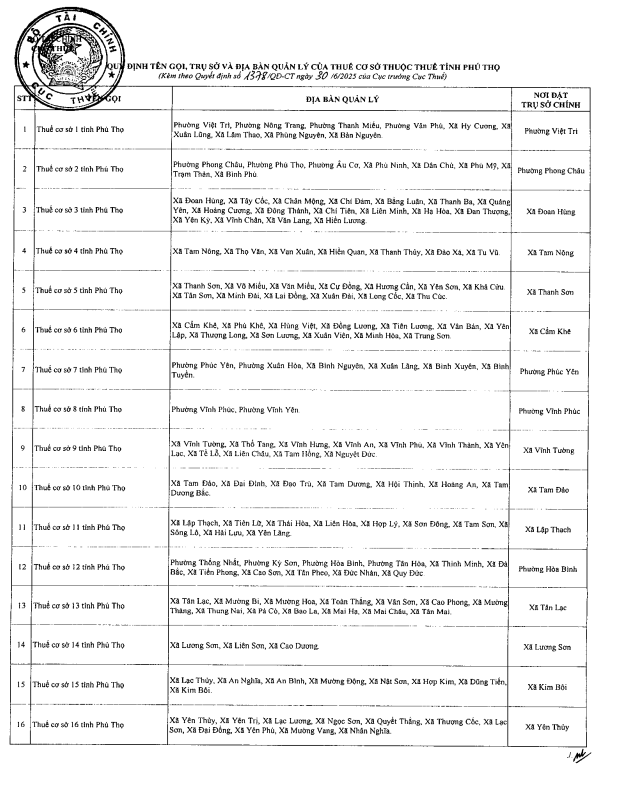 BỘ TÀI CHÍNH
CỤC THUẾ
QUY ĐỊNH TÊN GỌI, TRỤ SỞ VÀ ĐỊA BÀN QUẢN LÝ CỦA THUẾ CƠ SỞ THUỘC THUẾ TỈNH PHÚ THỌ
(Kèm theo Quyết định số 1378/QĐ-CT ngày 30/6/2025 của Cục trưởng Cục Thuế)
STT TÊN GỌI ĐỊA BÀN QUẢN LÝ NƠI ĐẶT
TRỤ SỞ CHÍNH
1 Thuế cơ sở 1 tỉnh Phú Thọ Phường Việt Trì, Phường Nông Trang, Phường Thanh Miếu, Phường Vân Phú, Xã Hy Cương, Xã Phường Việt Trì
Xuân Lũng, Xã Lâm Thao, Xã Phùng Nguyên, Xã Bản Nguyên.
2 Thuế cơ sở 2 tỉnh Phú Thọ Phường Phong Châu, Phường Phú Thọ, Phường Âu Cơ, Xã Phù Ninh, Xã Dân Chủ, Xã Phú Mỹ, Xã Phường Phong Châu
Trạm Thản, Xã Bình Phú.
3 Thuế cơ sở 3 tỉnh Phú Thọ Xã Đoan Hùng, Xã Tây Cốc, Xã Chân Mộng, Xã Chí Đám, Xã Bằng Luân, Xã Thanh Ba, Xã Quảng Xã Đoan Hùng
Yên, Xã Hoàng Cương, Xã Đông Thành, Xã Chí Tiên, Xã Liên Minh, Xã Hạ Hòa, Xã Đan Thượng,
Xã Yên Kỳ, Xã Vĩnh Chân, Xã Văn Lang, Xã Hiền Lương.
4 Thuế cơ sở 4 tỉnh Phú Thọ Xã Tam Nông, Xã Thọ Văn, Xã Vạn Xuân, Xã Hiền Quan, Xã Thanh Thủy, Xã Đào Xá, Xã Tu Vũ. Xã Tam Nông
5 Thuế cơ sở 5 tỉnh Phú Thọ Xã Thanh Sơn, Xã Võ Miếu, Xã Văn Miếu, Xã Cự Đồng, Xã Hương Cần, Xã Yên Sơn, Xã Khả Cửu. Xã Thanh Sơn
Xã Tân Sơn, Xã Minh Đài, Xã Lai Đồng, Xã Xuân Đài, Xã Long Cốc, Xã Thu Cúc.
6 Thuế cơ sở 6 tỉnh Phú Thọ Xã Cẩm Khê, Xã Phú Khê, Xã Hùng Việt, Xã Đồng Lương, Xã Tiên Lương, Xã Vân Bán, Xã Yên Xã Cẩm Khê
Lập, Xã Thượng Long, Xã Sơn Lương, Xã Xuân Viên, Xã Minh Hòa, Xã Trung Sơn.
7 Thuế cơ sở 7 tỉnh Phú Thọ Phường Phúc Yên, Phường Xuân Hòa, Xã Bình Nguyên, Xã Xuân Lãng, Xã Bình Xuyên, Xã Bình Phường Phúc Yên
Tuyền.
8 Thuế cơ sở 8 tỉnh Phú Thọ Phường Vĩnh Phúc, Phường Vĩnh Yên. Phường Vĩnh Phúc
9 Thuế cơ sở 9 tỉnh Phú Thọ Xã Vĩnh Tường, Xã Thổ Tang, Xã Vĩnh Hưng, Xã Vĩnh An, Xã Vĩnh Phú, Xã Vĩnh Thành, Xã Yên Xã Vĩnh Tường
Lạc, Xã Tề Lỗ, Xã Liên Châu, Xã Tam Hồng, Xã Nguyệt Đức.
10 Thuế cơ sở 10 tỉnh Phú Thọ Xã Tam Đảo, Xã Đại Đình, Xã Đạo Trù, Xã Tam Dương, Xã Hội Thịnh, Xã Hoàng An, Xã Tam Xã Tam Đảo
Dương Bắc.
11 Thuế cơ sở 11 tỉnh Phú Thọ Xã Lập Thạch, Xã Tiên Lữ, Xã Thái Hòa, Xã Liên Hòa, Xã Hợp Lý, Xã Sơn Đông, Xã Tam Sơn, Xã Xã Lập Thạch
Sông Lô, Xã Hải Lựu, Xã Yên Lãng.
12 Thuế cơ sở 12 tỉnh Phú Thọ Phường Thống Nhất, Phường Kỳ Sơn, Phường Hòa Bình, Phường Tân Hòa, Xã Thịnh Minh, Xã Đà Phường Hòa Bình
Bắc, Xã Tiền Phong, Xã Cao Sơn, Xã Tân Pheo, Xã Đức Nhàn, Xã Quy Đức.
13 Thuế cơ sở 13 tỉnh Phú Thọ Xã Tân Lạc, Xã Mường Bi, Xã Mường Hoa, Xã Toàn Thắng, Xã Vân Sơn, Xã Cao Phong, Xã Mường Xã Tân Lạc
Thàng, Xã Thung Nai, Xã Pà Cò, Xã Bao La, Xã Mai Hạ, Xã Mai Châu, Xã Tân Mai.
14 Thuế cơ sở 14 tỉnh Phú Thọ Xã Lương Sơn, Xã Liên Sơn, Xã Cao Dương. Xã Lương Sơn
15 Thuế cơ sở 15 tỉnh Phú Thọ Xã Lạc Thủy, Xã An Nghĩa, Xã An Bình, Xã Mường Động, Xã Nật Sơn, Xã Hợp Kim, Xã Dũng Tiến, Xã Kim Bôi
Xã Kim Bôi.
16 Thuế cơ sở 16 tỉnh Phú Thọ Xã Yên Thủy, Xã Yên Trị, Xã Lạc Lương, Xã Ngọc Sơn, Xã Quyết Thắng, Xã Thượng Cốc, Xã Lạc Xã Yên Thủy
Sơn, Xã Đại Đồng, Xã Yên Phú, Xã Mường Vang, Xã Nhân Nghĩa.